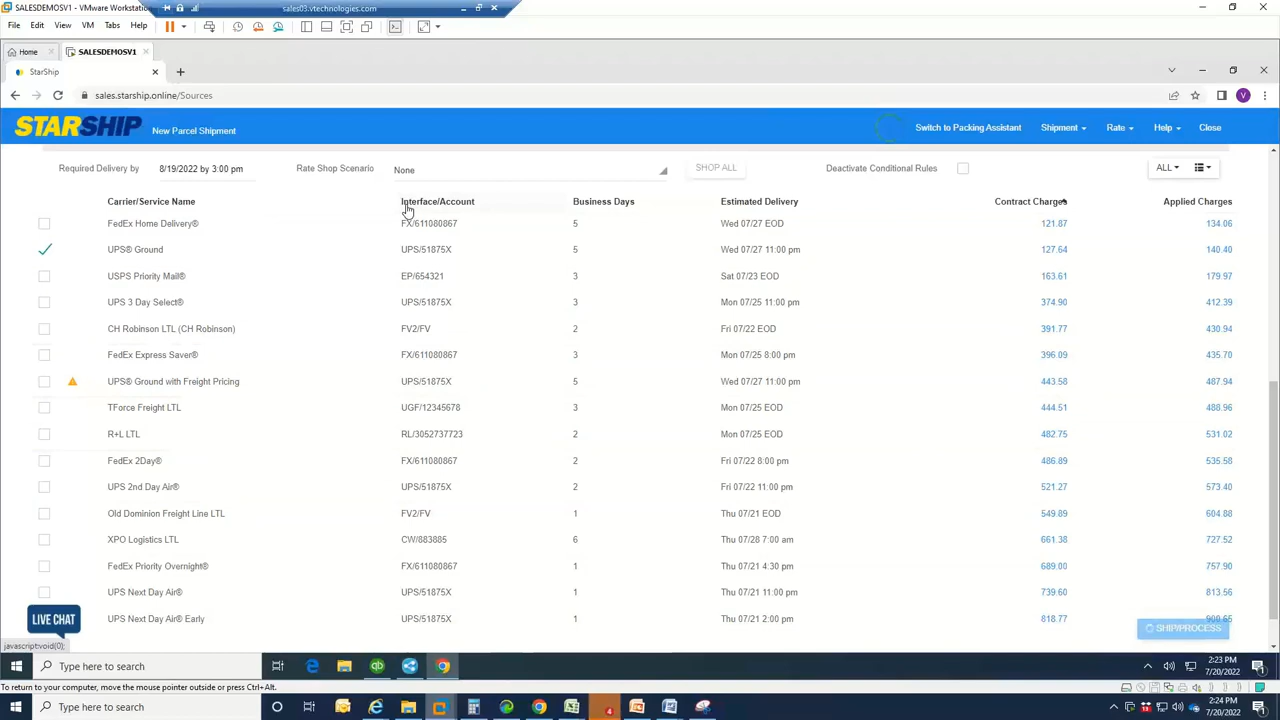 SALESDEMOSV1 - VMware Workstatio
sales03.vtechnologies.com
File Edit View VM Tabs Help
Home SALESDEMOSV1
StarShip
sales.starship.online/Sources V
STARSHIP New Parcel Shipment Switch to Packing Assistant Shipment Rate Help Close
Required Delivery by 8/19/2022 by 3:00 pm Rate Shop Scenario None SHOP ALL Deactivate Conditional Rules ALL
Carrier/Service Name Interface/Account Business Days Estimated Delivery Contract Charges Applied Charges
FedEx Home Delivery® FX/611080867 5 Wed 07/27 EOD 121.87 134.06
UPS® Ground UPS/51875X 5 Wed 07/27 11:00 pm 127.64 140.40
USPS Priority Mail® EP/654321 3 Sat 07/23 EOD 163.61 179.97
UPS 3 Day Select® UPS/51875X 3 Mon 07/25 11:00 pm 374.90 412.39
CH Robinson LTL (CH Robinson) FV2/FV 2 Fri 07/22 EOD 391.77 430.94
FedEx Express Saver® FX/611080867 3 Mon 07/25 8:00 pm 396.09 435.70
UPS® Ground with Freight Pricing UPS/51875X 5 Wed 07/27 11:00 pm 443.58 487.94
TForce Freight LTL UGF/12345678 3 Mon 07/25 EOD 444.51 488.96
R+L LTL RL/3052737723 2 Mon 07/25 EOD 482.75 531.02
FedEx 2Day® FX/611080867 2 Fri 07/22 8:00 pm 486.89 535.58
UPS 2nd Day Air® UPS/51875X 2 Fri 07/22 11:00 pm 521.27 573.40
Old Dominion Freight Line LTL FV2/FV 1 Thu 07/21 EOD 549.89 604.88
XPO Logistics LTL CW/883885 6 Thu 07/28 7:00 am 661.38 727.52
FedEx Priority Overnight® FX/611080867 1 Thu 07/21 4:30 pm 689.00 757.90
UPS Next Day Air® UPS/51875X 1 Thu 07/21 11:00 pm 739.60 813.56
UPS Next Day Air® Early UPS/51875X 1 Thu 07/21 2:00 pm 818.77 900.65
LIVE CHAT
SHIP/PROCESS
javascript:void(0);
Type here to search 2:23 PM
7/20/2022
To return to your computer, move the mouse pointer outside or press Ctrl+Alt.
Type here to search 4 2:24 PM
7/20/2022